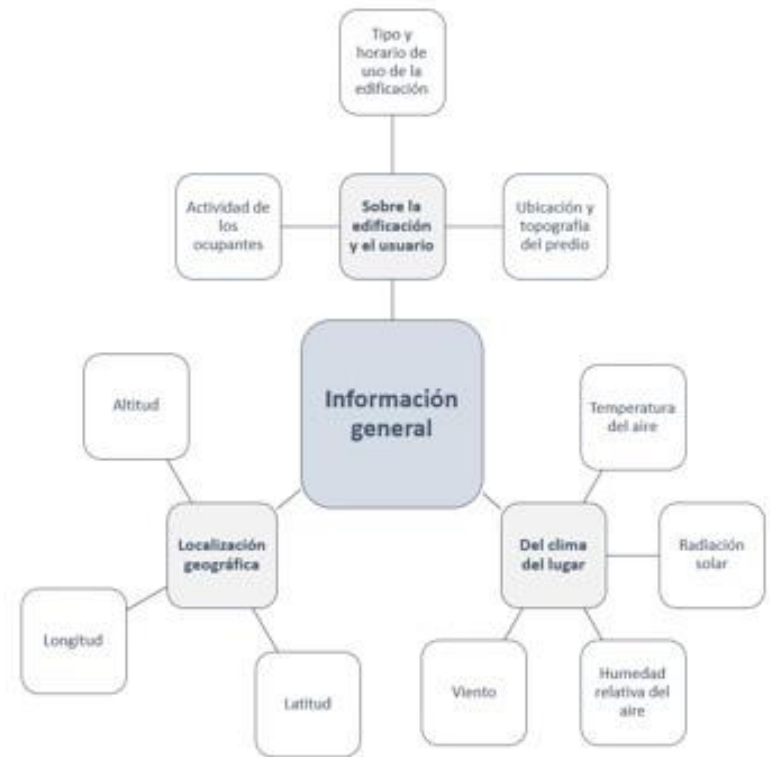 Tipo y
horario de
uso de la
edificación
Actividad de
los
ocupantes
Sobre la
edificación
y el usuario
Ubicación y
topografía
del predio
Información
general
Altitud
Temperatura
del aire
Localización
geográfica
Del clima
del lugar
Radiación
solar
Longitud
Latitud
Viento
Humedad
relativa del
aire